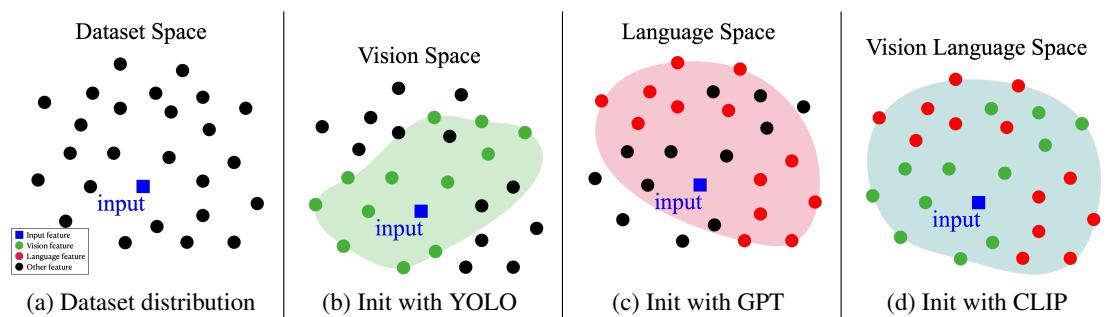 Dataset Space
input
Input feature
Vision feature
Language feature
Other feature
(a) Dataset distribution
Vision Space
input
(b) Init with YOLO
Language Space
input
(c) Init with GPT
Vision Language Space
input
(d) Init with CLIP